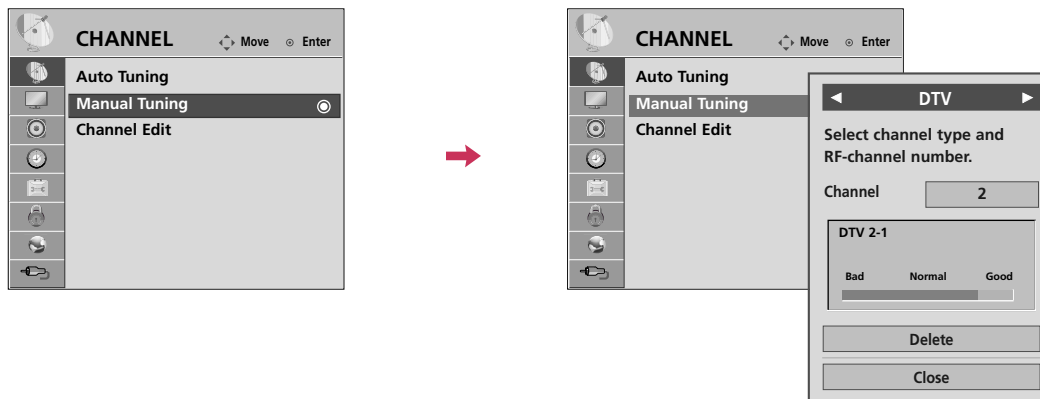 CHANNEL Move Enter
Auto Tuning
Manual Tuning
Channel Edit
CHANNEL Move Enter
Auto Tuning
Manual Tuning
Channel Edit
◀ DTV ▶
Select channel type and
RF-channel number.
Channel 2
DTV 2-1
Bad Normal Good
Delete
Close